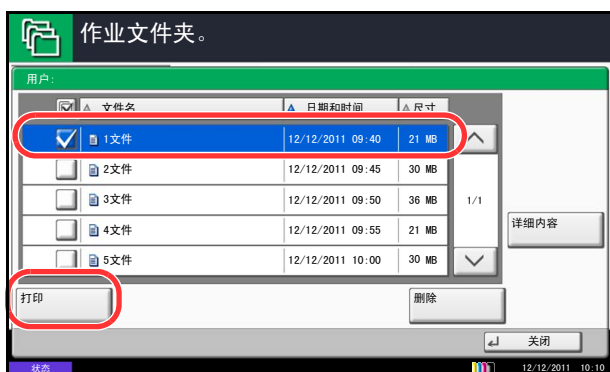 作业文件夹。
用户:
文件名 日期和时间 尺寸
1文件 12/12/2011 09:40 21 MB
2文件 12/12/2011 09:45 30 MB
3文件 12/12/2011 09:50 36 MB 1/1
4文件 12/12/2011 09:55 21 MB
详细内容
5文件 12/12/2011 10:00 30 MB
打印 删除
关闭
状态 12/12/2011 10:10